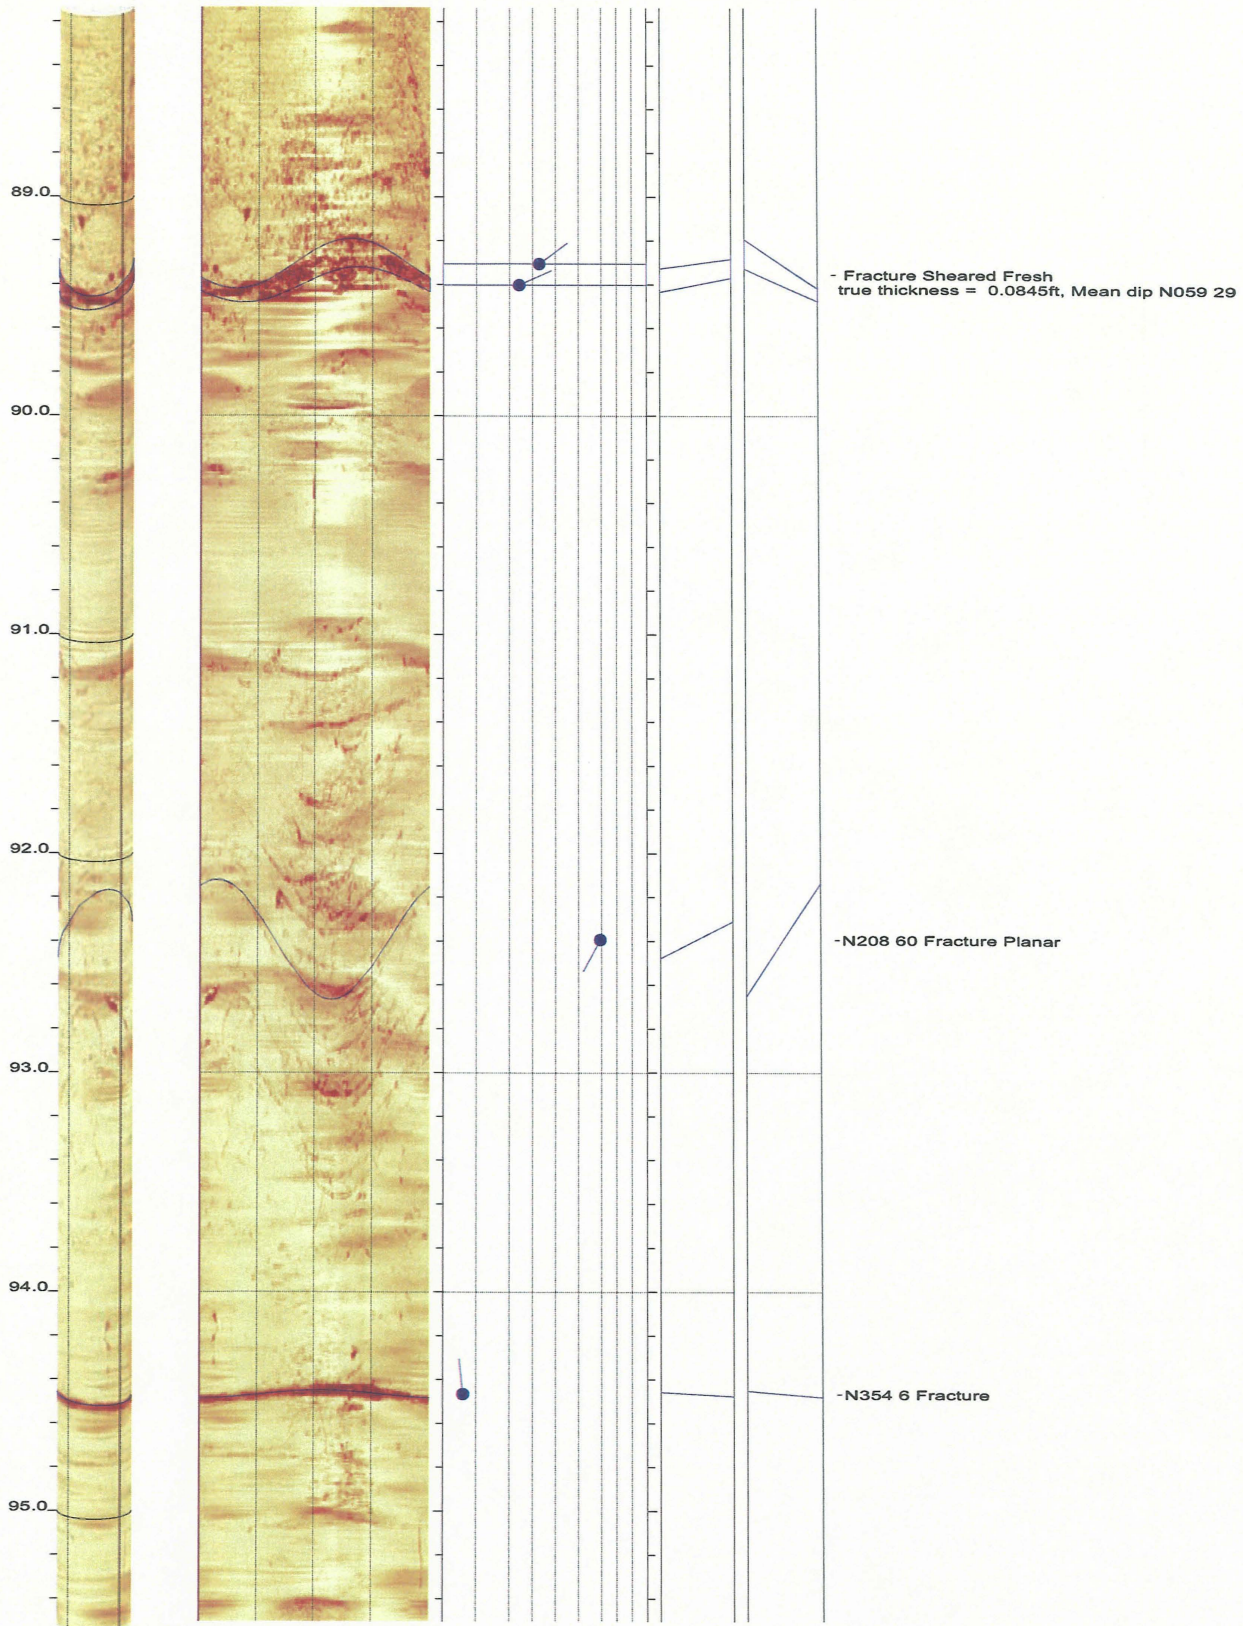 89.0
- Fracture Sheared Fresh
true thickness = 0.0845ft, Mean dip N059 29
90.0
91.0
92.0
-N208 60 Fracture Planar
93.0
94.0
-N354 6 Fracture
95.0